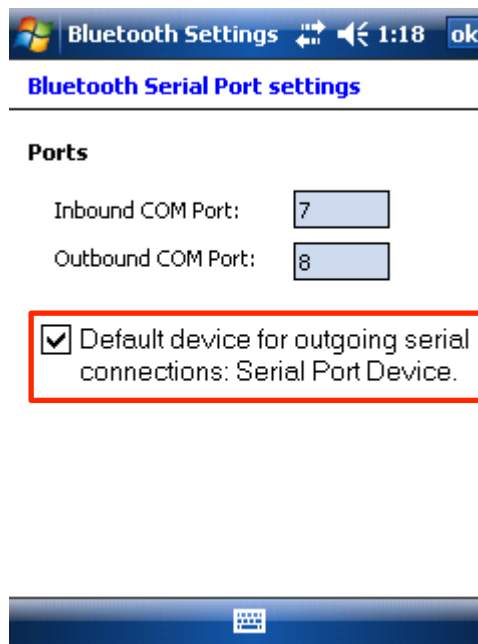 Bluetooth Settings 1:18 ok
Bluetooth Serial Port settings
Ports
Inbound COM Port: 7
Outbound COM Port: 8
Default device for outgoing serial
connections: Serial Port Device.